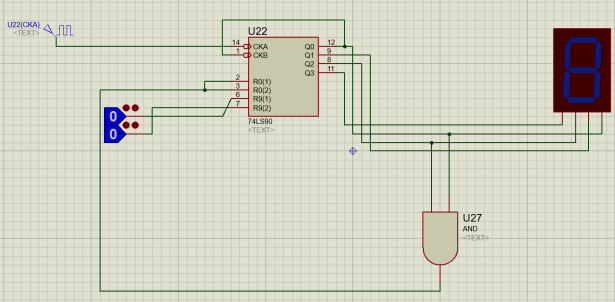 U22(CKA)
<TEXT>
U22
14 CKA Q0 12
1 CKB Q1 9
Q2 8
Q3 11
2 R0(1)
3 R0(2)
6 R9(1)
7 R9(2)
74LS90
<TEXT>
0
0
8
U27
AND
<TEXT>